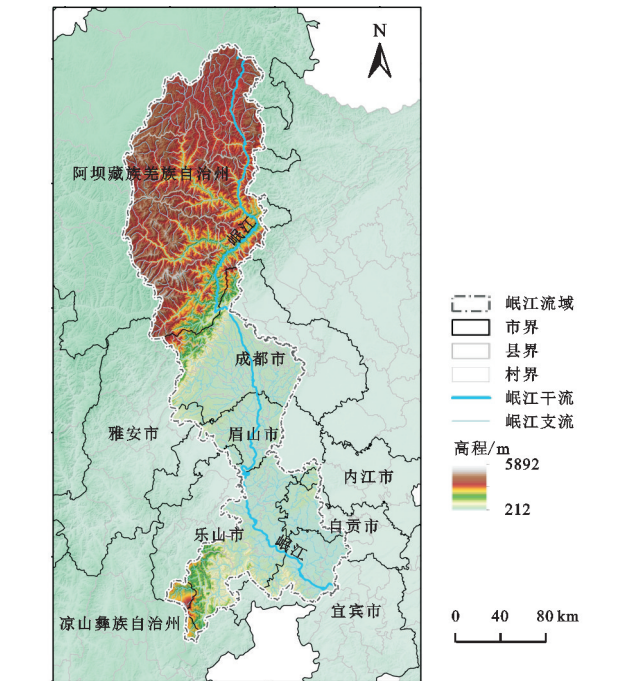 N
阿坝藏族羌族自治州
岷江
成都市
雅安市
眉山市
内江市
乐山市
自贡市
岷江
宜宾市
凉山彝族自治州
岷江流域
市界
县界
村界
岷江干流
岷江支流
高程/m
5892
212
0 40 80 km